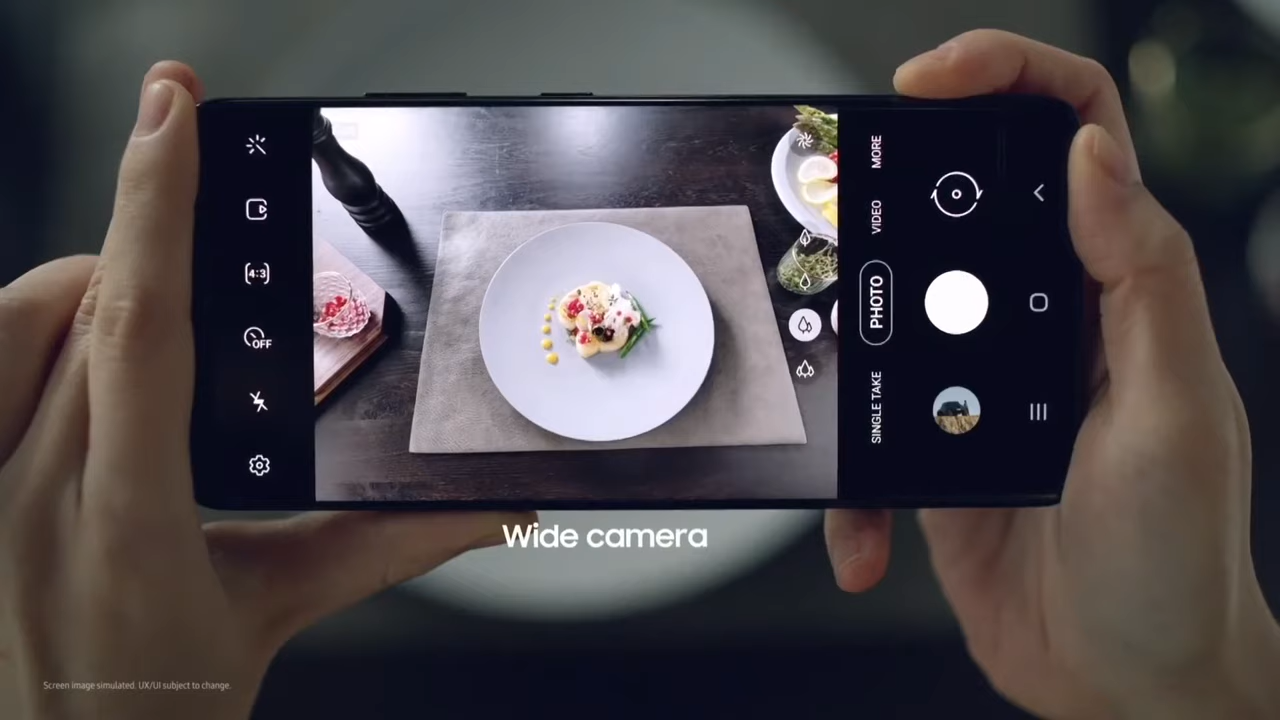 4:3
OFF
MORE
VIDEO
PHOTO
SINGLE TAKE
Wide camera
Screen image simulated. UX/UI subject to change.